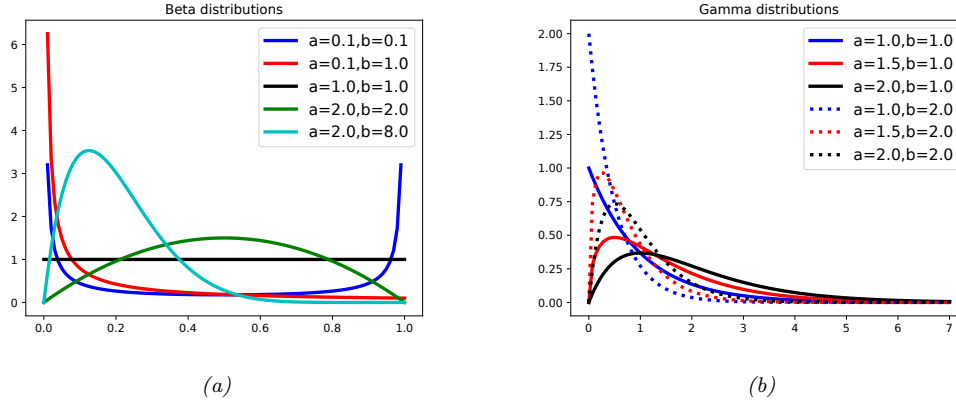 Beta distributions
6
5
4
3
2
1
0
0.0 0.2 0.4 0.6 0.8 1.0
a=0.1,b=0.1
a=0.1,b=1.0
a=1.0,b=1.0
a=2.0,b=2.0
a=2.0,b=8.0
(a)
Gamma distributions
2.00
1.75
1.50
1.25
1.00
0.75
0.50
0.25
0.00
0 1 2 3 4 5 6 7
a=1.0,b=1.0
a=1.5,b=1.0
a=2.0,b=1.0
a=1.0,b=2.0
a=1.5,b=2.0
a=2.0,b=2.0
(b)